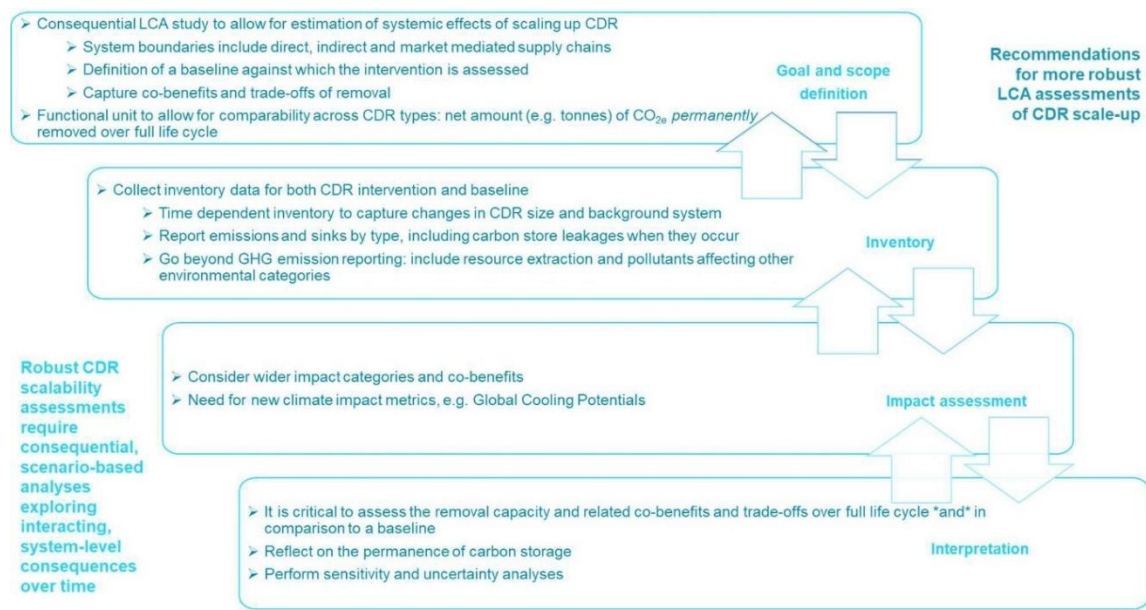 ➢ Consequential LCA study to allow for estimation of systemic effects of scaling up CDR
➢ System boundaries include direct, indirect and market mediated supply chains
➢ Definition of a baseline against which the intervention is assessed
➢ Capture co-benefits and trade-offs of removal
➢ Functional unit to allow for comparability across CDR types: net amount (e.g. tonnes) of CO2e permanently
removed over full life cycle
Goal and scope
definition
Recommendations
for more robust
LCA assessments
of CDR scale-up
➢ Collect inventory data for both CDR intervention and baseline
➢ Time dependent inventory to capture changes in CDR size and background system
➢ Report emissions and sinks by type, including carbon store leakages when they occur
➢ Go beyond GHG emission reporting: include resource extraction and pollutants affecting other
environmental categories
Inventory
➢ Consider wider impact categories and co-benefits
➢ Need for new climate impact metrics, e.g. Global Cooling Potentials
Impact assessment
Robust CDR
scalability
assessments
require
consequential,
scenario-based
analyses
exploring
interacting,
system-level
consequences
over time
➢ It is critical to assess the removal capacity and related co-benefits and trade-offs over full life cycle *and* in
comparison to a baseline
➢ Reflect on the permanence of carbon storage
➢ Perform sensitivity and uncertainty analyses
Interpretation